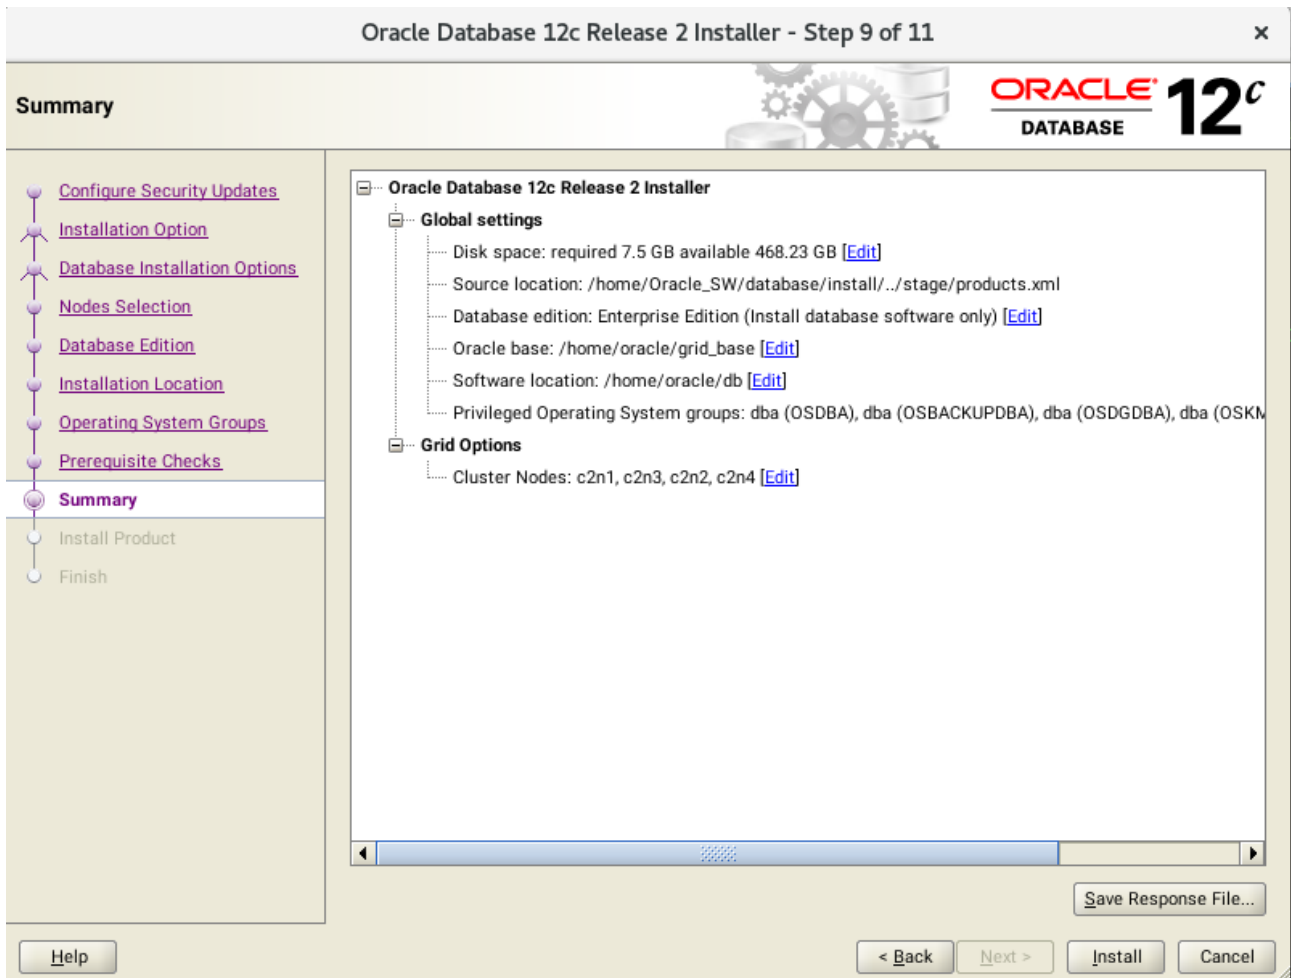 Oracle Database 12c Release 2 Installer - Step 9 of 11
Summary
ORACLE DATABASE 12c
Configure Security Updates
Installation Option
Database Installation Options
Nodes Selection
Database Edition
Installation Location
Operating System Groups
Prerequisite Checks
Summary
Install Product
Finish
Oracle Database 12c Release 2 Installer
Global settings
Disk space: required 7.5 GB available 468.23 GB [Edit]
Source location: /home/Oracle_SW/database/install/../stage/products.xml
Database edition: Enterprise Edition (Install database software only) [Edit]
Oracle base: /home/oracle/grid_base [Edit]
Software location: /home/oracle/db [Edit]
Privileged Operating System groups: dba (OSDBA), dba (OSBACKUPDBA), dba (OSDGDBA), dba (OSKM
Grid Options
Cluster Nodes: c2n1, c2n3, c2n2, c2n4 [Edit]
Save Response File...
Help
< Back
Next >
Install
Cancel